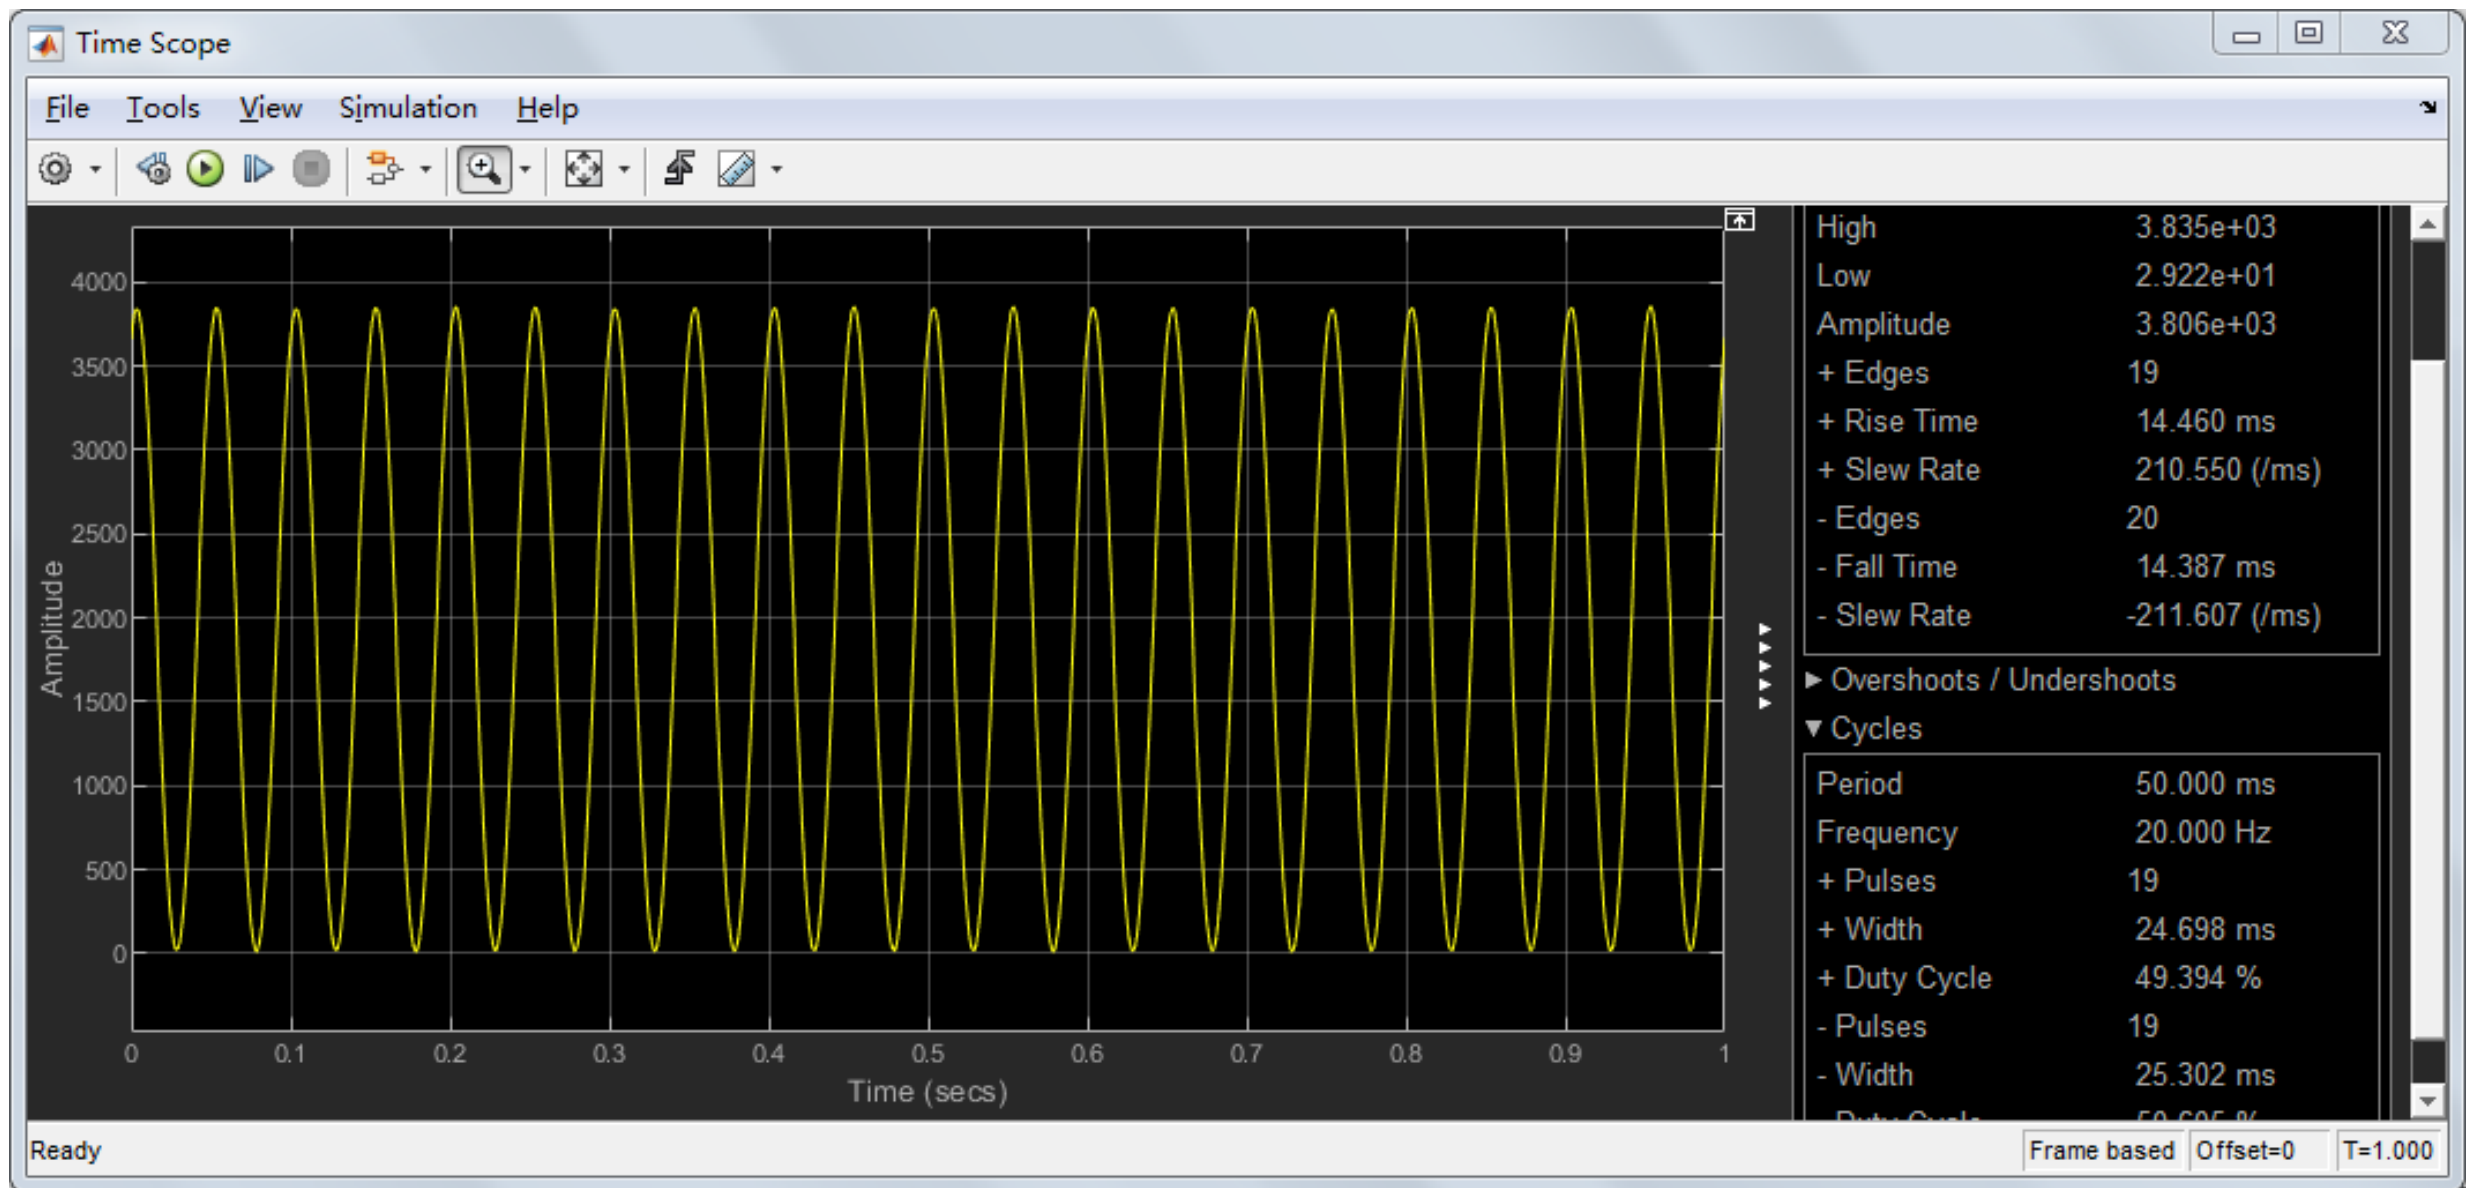 Time Scope
File Tools View Simulation Help
4000
3500
3000
2500
2000
1500
1000
500
0
Amplitude
0 0.1 0.2 0.3 0.4 0.5 0.6 0.7 0.8 0.9 1
Time (secs)
High 3.835e+03
Low 2.922e+01
Amplitude 3.806e+03
+ Edges 19
+ Rise Time 14.460 ms
+ Slew Rate 210.550 (/ms)
- Edges 20
- Fall Time 14.387 ms
- Slew Rate -211.607 (/ms)
Overshoots / Undershoots
Cycles
Period 50.000 ms
Frequency 20.000 Hz
+ Pulses 19
+ Width 24.698 ms
+ Duty Cycle 49.394 %
- Pulses 19
- Width 25.302 ms
Ready
Frame based Offset=0 T=1.000